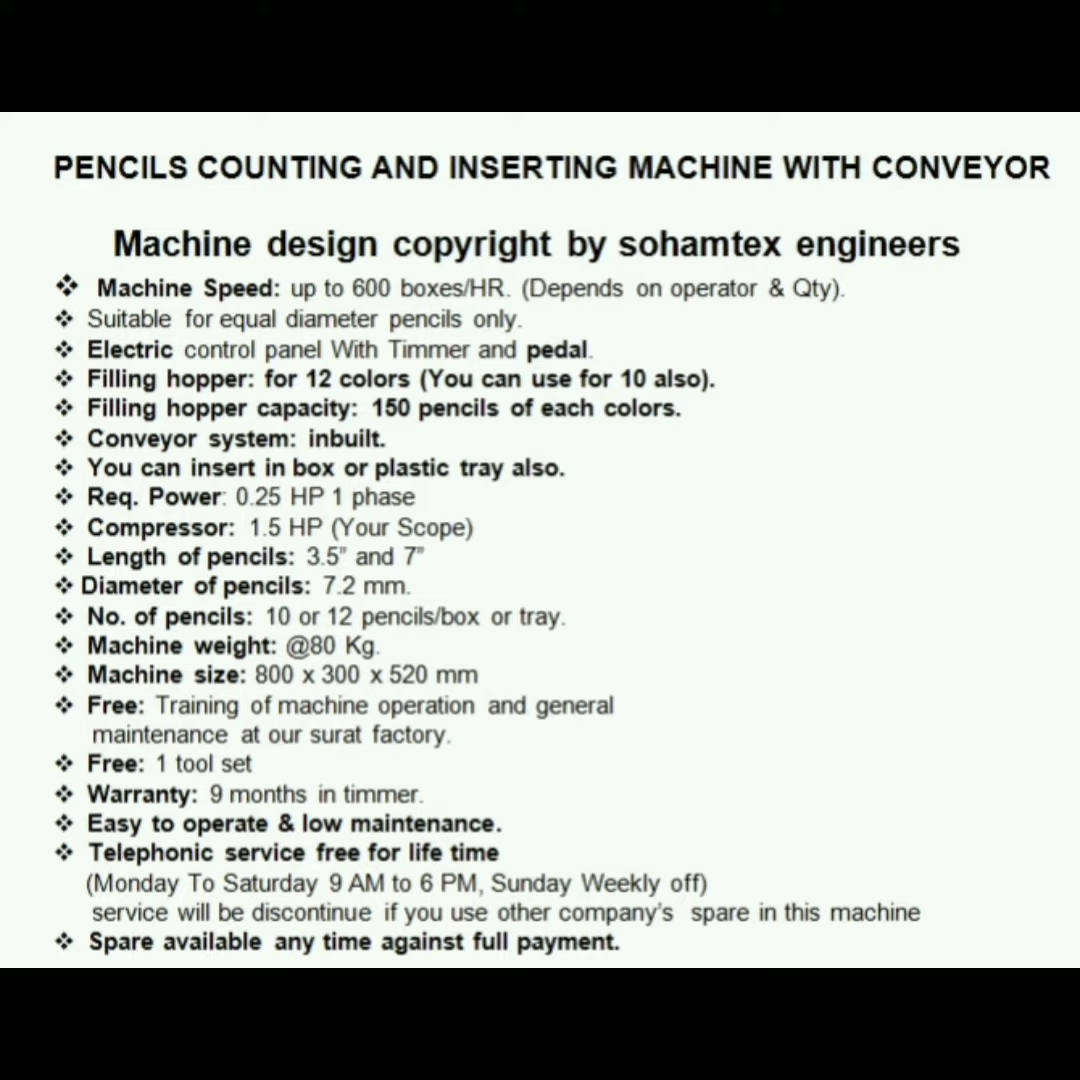 PENCILS COUNTING AND INSERTING MACHINE WITH CONVEYOR
Machine design copyright by sohamtex engineers
❖ Machine Speed: up to 600 boxes/HR. (Depends on operator & Qty).
❖ Suitable for equal diameter pencils only.
❖ Electric control panel With Timmer and pedal.
❖ Filling hopper: for 12 colors (You can use for 10 also).
❖ Filling hopper capacity: 150 pencils of each colors.
❖ Conveyor system: inbuilt.
❖ You can insert in box or plastic tray also.
❖ Req. Power: 0.25 HP 1 phase
❖ Compressor: 1.5 HP (Your Scope)
❖ Length of pencils: 3.5” and 7”
❖ Diameter of pencils: 7.2 mm.
❖ No. of pencils: 10 or 12 pencils/box or tray.
❖ Machine weight: @80 Kg.
❖ Machine size: 800 x 300 x 520 mm
❖ Free: Training of machine operation and general
maintenance at our surat factory.
❖ Free: 1 tool set
❖ Warranty: 9 months in timmer.
❖ Easy to operate & low maintenance.
❖ Telephonic service free for life time
(Monday To Saturday 9 AM to 6 PM, Sunday Weekly off)
service will be discontinue if you use other company's spare in this machine
❖ Spare available any time against full payment.